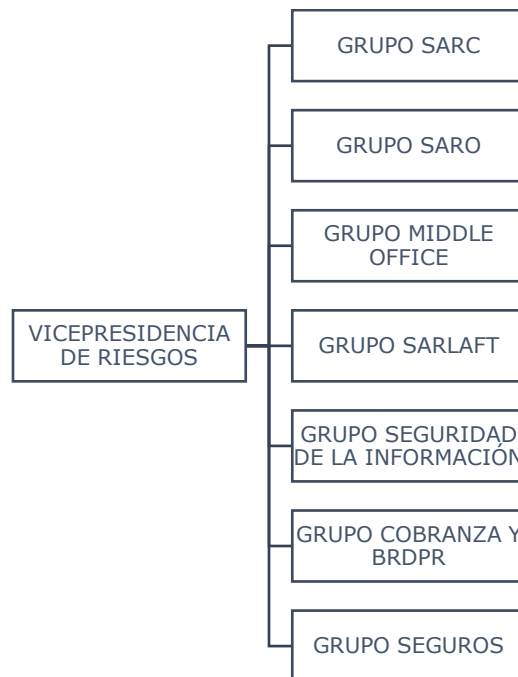 GRUPO SARC
GRUPO SARO
GRUPO MIDDLE
OFFICE
VICEPRESIDENCIA
DE RIESGOS
GRUPO SARLAFT
GRUPO SEGURIDAD
DE LA INFORMACIÓN
GRUPO COBRANZA Y
BRDPR
GRUPO SEGUROS